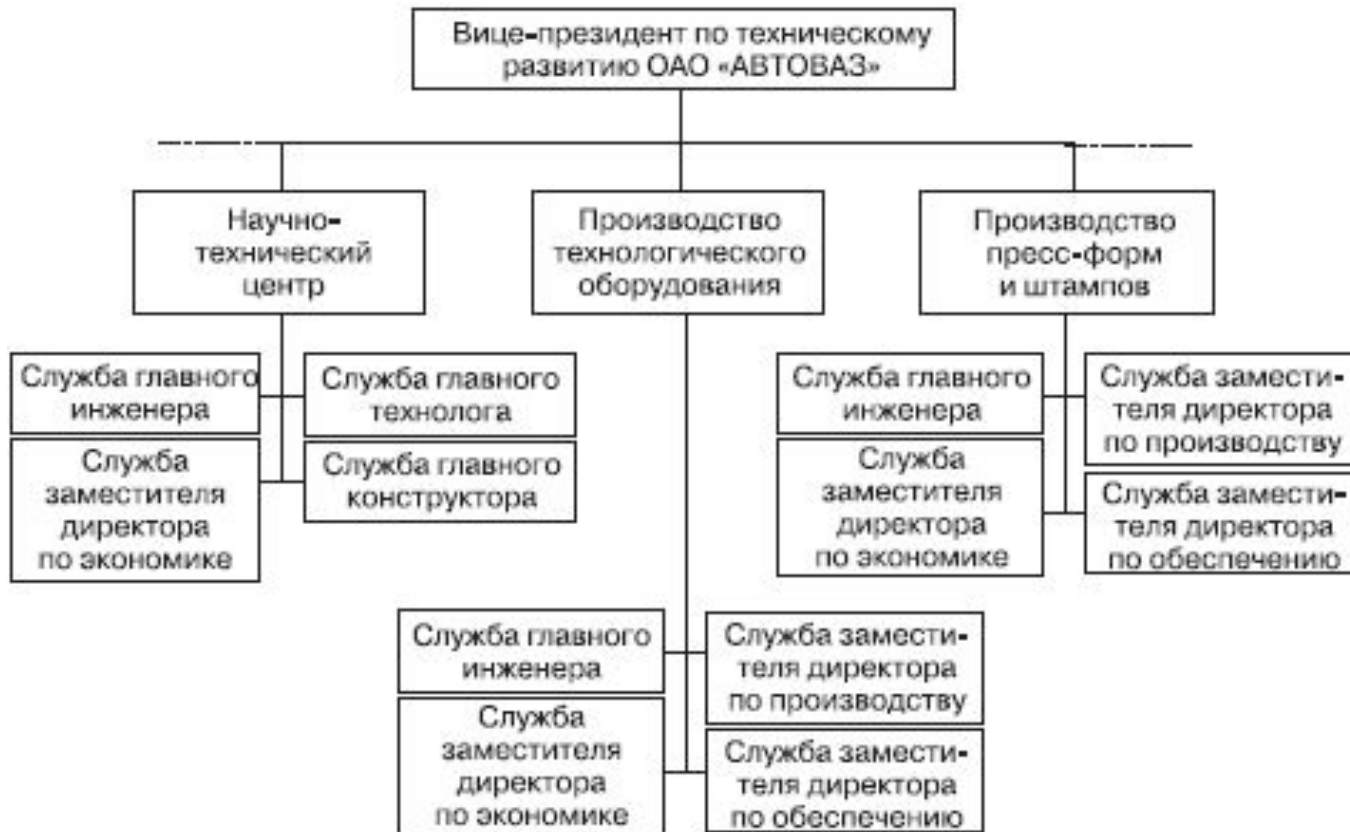 Вице-президент по техническому
развитию ОАО «АВТОВАЗ»
Научно-
технический
центр
Производство
технологического
оборудования
Производство
пресс-форм
и штампов
Служба главного
инженера
Служба главного
технолога
Служба
заместителя
директора
по экономике
Служба главного
конструктора
Служба главного
инженера
Служба замести-
теля директора
по производству
Служба
заместителя
директора
по экономике
Служба замести-
теля директора
по обеспечению
Служба главного
инженера
Служба замести-
теля директора
по производству
Служба
заместителя
директора
по экономике
Служба замести-
теля директора
по обеспечению